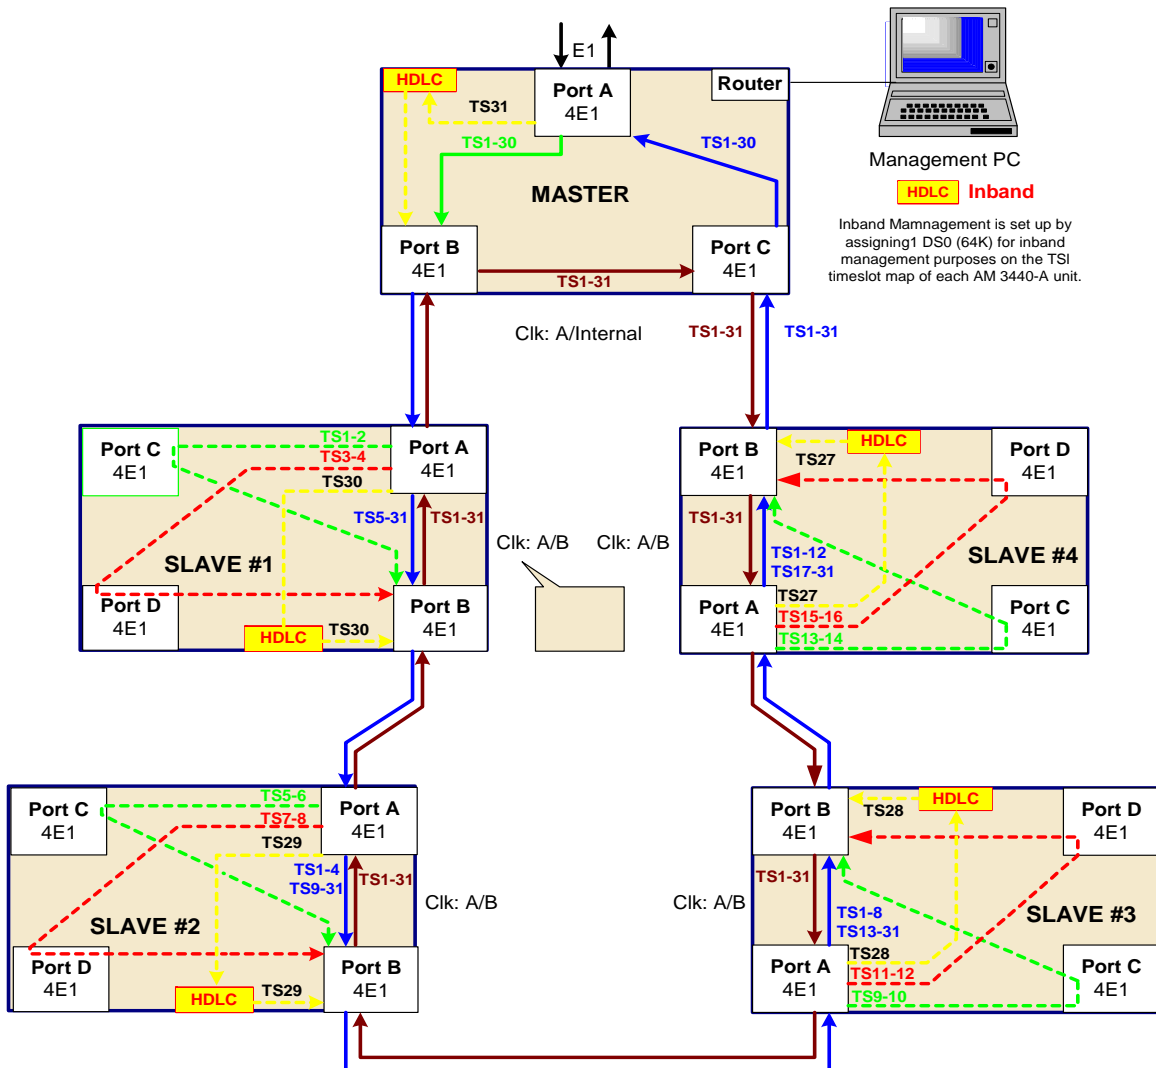 E1
HDLC
Port A
4E1
Router
TS31
TS1-30
TS1-30
MASTER
Port B
4E1
Port C
4E1
TS1-31
Management PC
HDLC Inband
Inband Mamnagement is set up by
assigning1 DS0 (64K) for inband
management purposes on the TSI
timeslot map of each AM 3440-A unit.
Clk: A/Internal
TS1-31
TS1-31
Port C
4E1
TS1-2
TS3-4
TS30
Port A
4E1
TS5-31
TS1-31
SLAVE #1
Port D
4E1
HDLC
TS30
Port B
4E1
Clk: A/B
Clk: A/B
Port B
4E1
HDLC
TS27
Port D
4E1
TS1-31
TS1-12
TS17-31
SLAVE #4
Port A
4E1
TS27
TS15-16
TS13-14
Port C
4E1
Port C
4E1
TS5-6
TS7-8
TS29
Port A
4E1
TS1-4
TS9-31
TS1-31
SLAVE #2
Port D
4E1
HDLC
TS29
Port B
4E1
Clk: A/B
Clk: A/B
Port B
4E1
HDLC
TS28
Port D
4E1
TS1-31
TS1-8
TS13-31
SLAVE #3
Port A
4E1
TS28
TS11-12
TS9-10
Port C
4E1